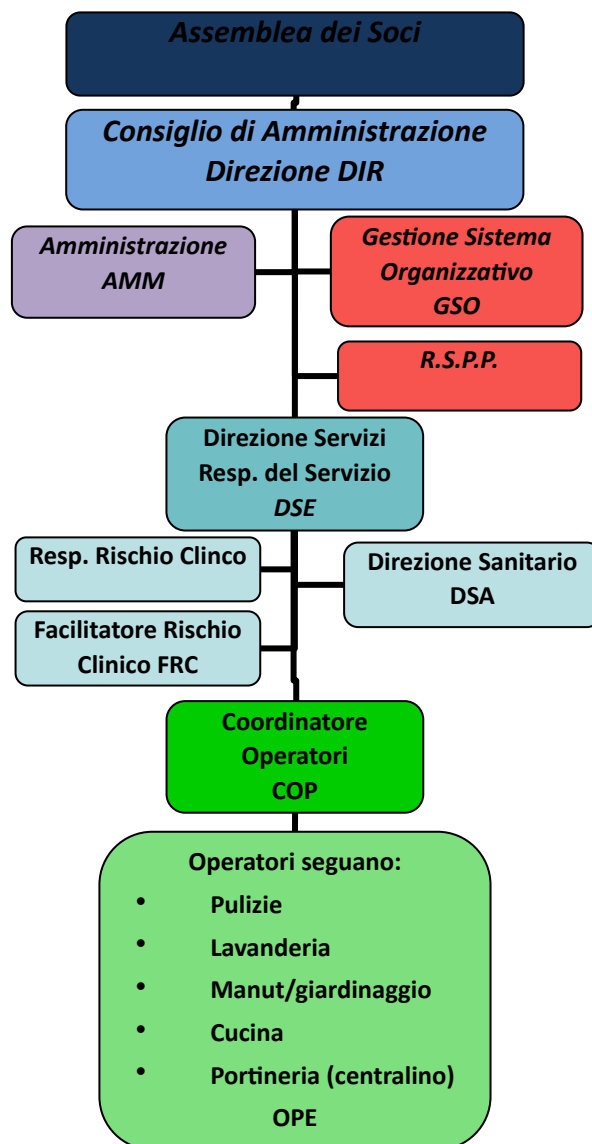 Assemblea dei Soci
Consiglio di Amministrazione
Direzione DIR
Amministrazione
AMM
Gestione Sistema
Organizzativo
GSO
R.S.P.P.
Direzione Servizi
Resp. del Servizio
DSE
Resp. Rischio Clinco
Direzione Sanitario
DSA
Facilitatore Rischio
Clinico FRC
Coordinatore
Operatori
COP
Operatori seguano:
• Pulizie
• Lavanderia
• Manut/giardinaggio
• Cucina
• Portineria (centralino)
OPE